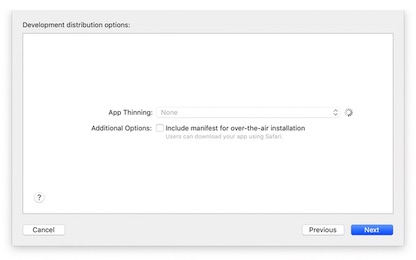 Development distribution options:
App Thinning: None
Additional Options: Include manifest for over-the-air installation
Users can download your app using Safari.
?
Cancel Previous Next